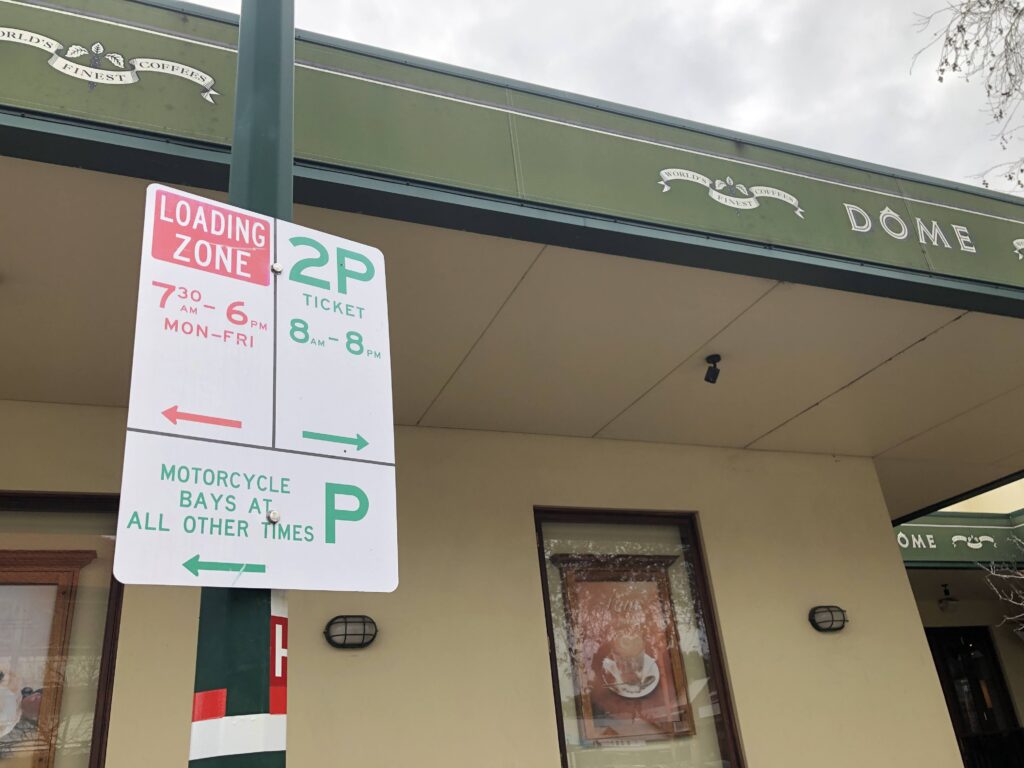 WORLD'S
FINEST
COFFEES
WORLD'S
FINEST
COFFEES
DÔME
LOADING
ZONE
7 30 AM – 6 PM
MON–FRI
2P
TICKET
8 AM – 8 PM
MOTORCYCLE
BAYS AT
ALL OTHER TIMES
P
H
ÔME